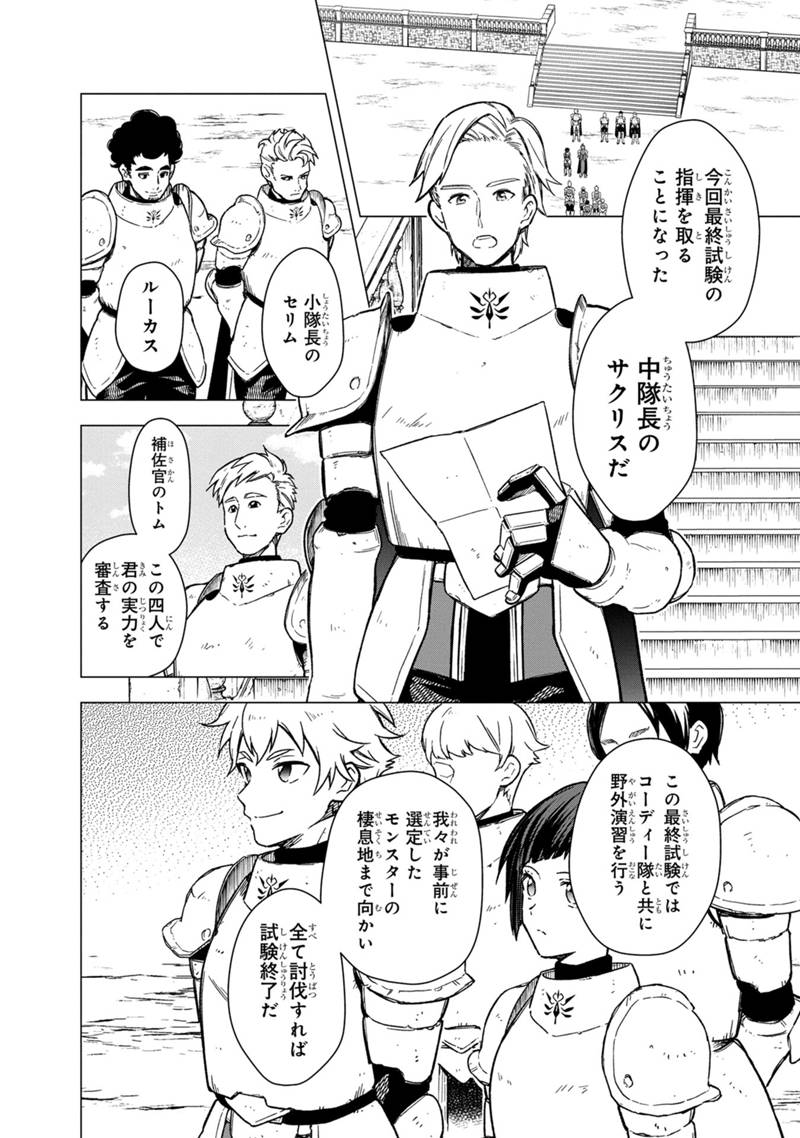 今回最終試験の
指揮を取る
ことになった
中隊長の
サクリスだ
小隊長の
セリム
ルーカス
補佐官のトム
この四人で
君の実力を
審査する
この最終試験では
コーディー隊と共に
野外演習を行う
我々が事前に
選定した
モンスターの
棲息地まで向かい
全て討伐すれば
試験終了だ